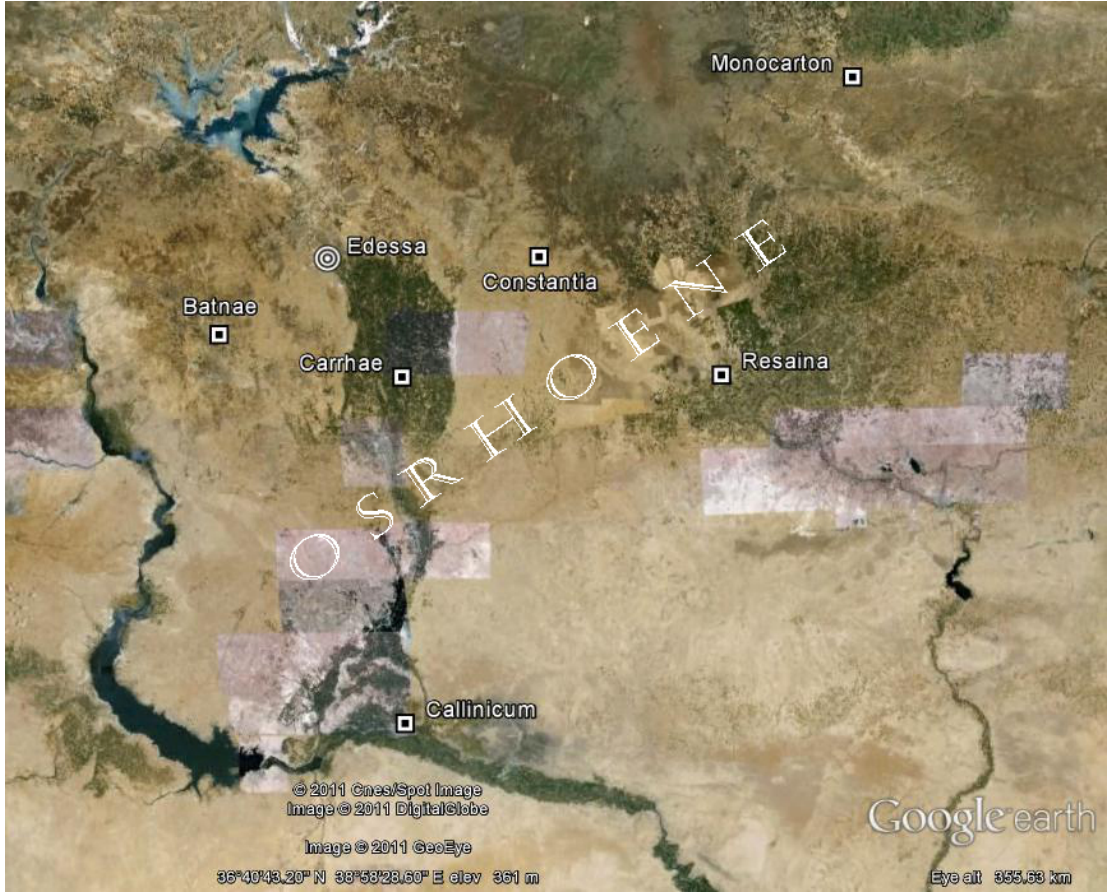 Monocarton
Edessa
Constantia
Batnae
Carrhae
Resaina
OSRHOENE
Callinicum
© 2011 Cnes/Spot Image
Image © 2011 DigitalGlobe
Image © 2011 GeoEye
Google earth
36°40'43.20" N 38°58'28.60" E elev 361 m
Eye alt 355.63 km